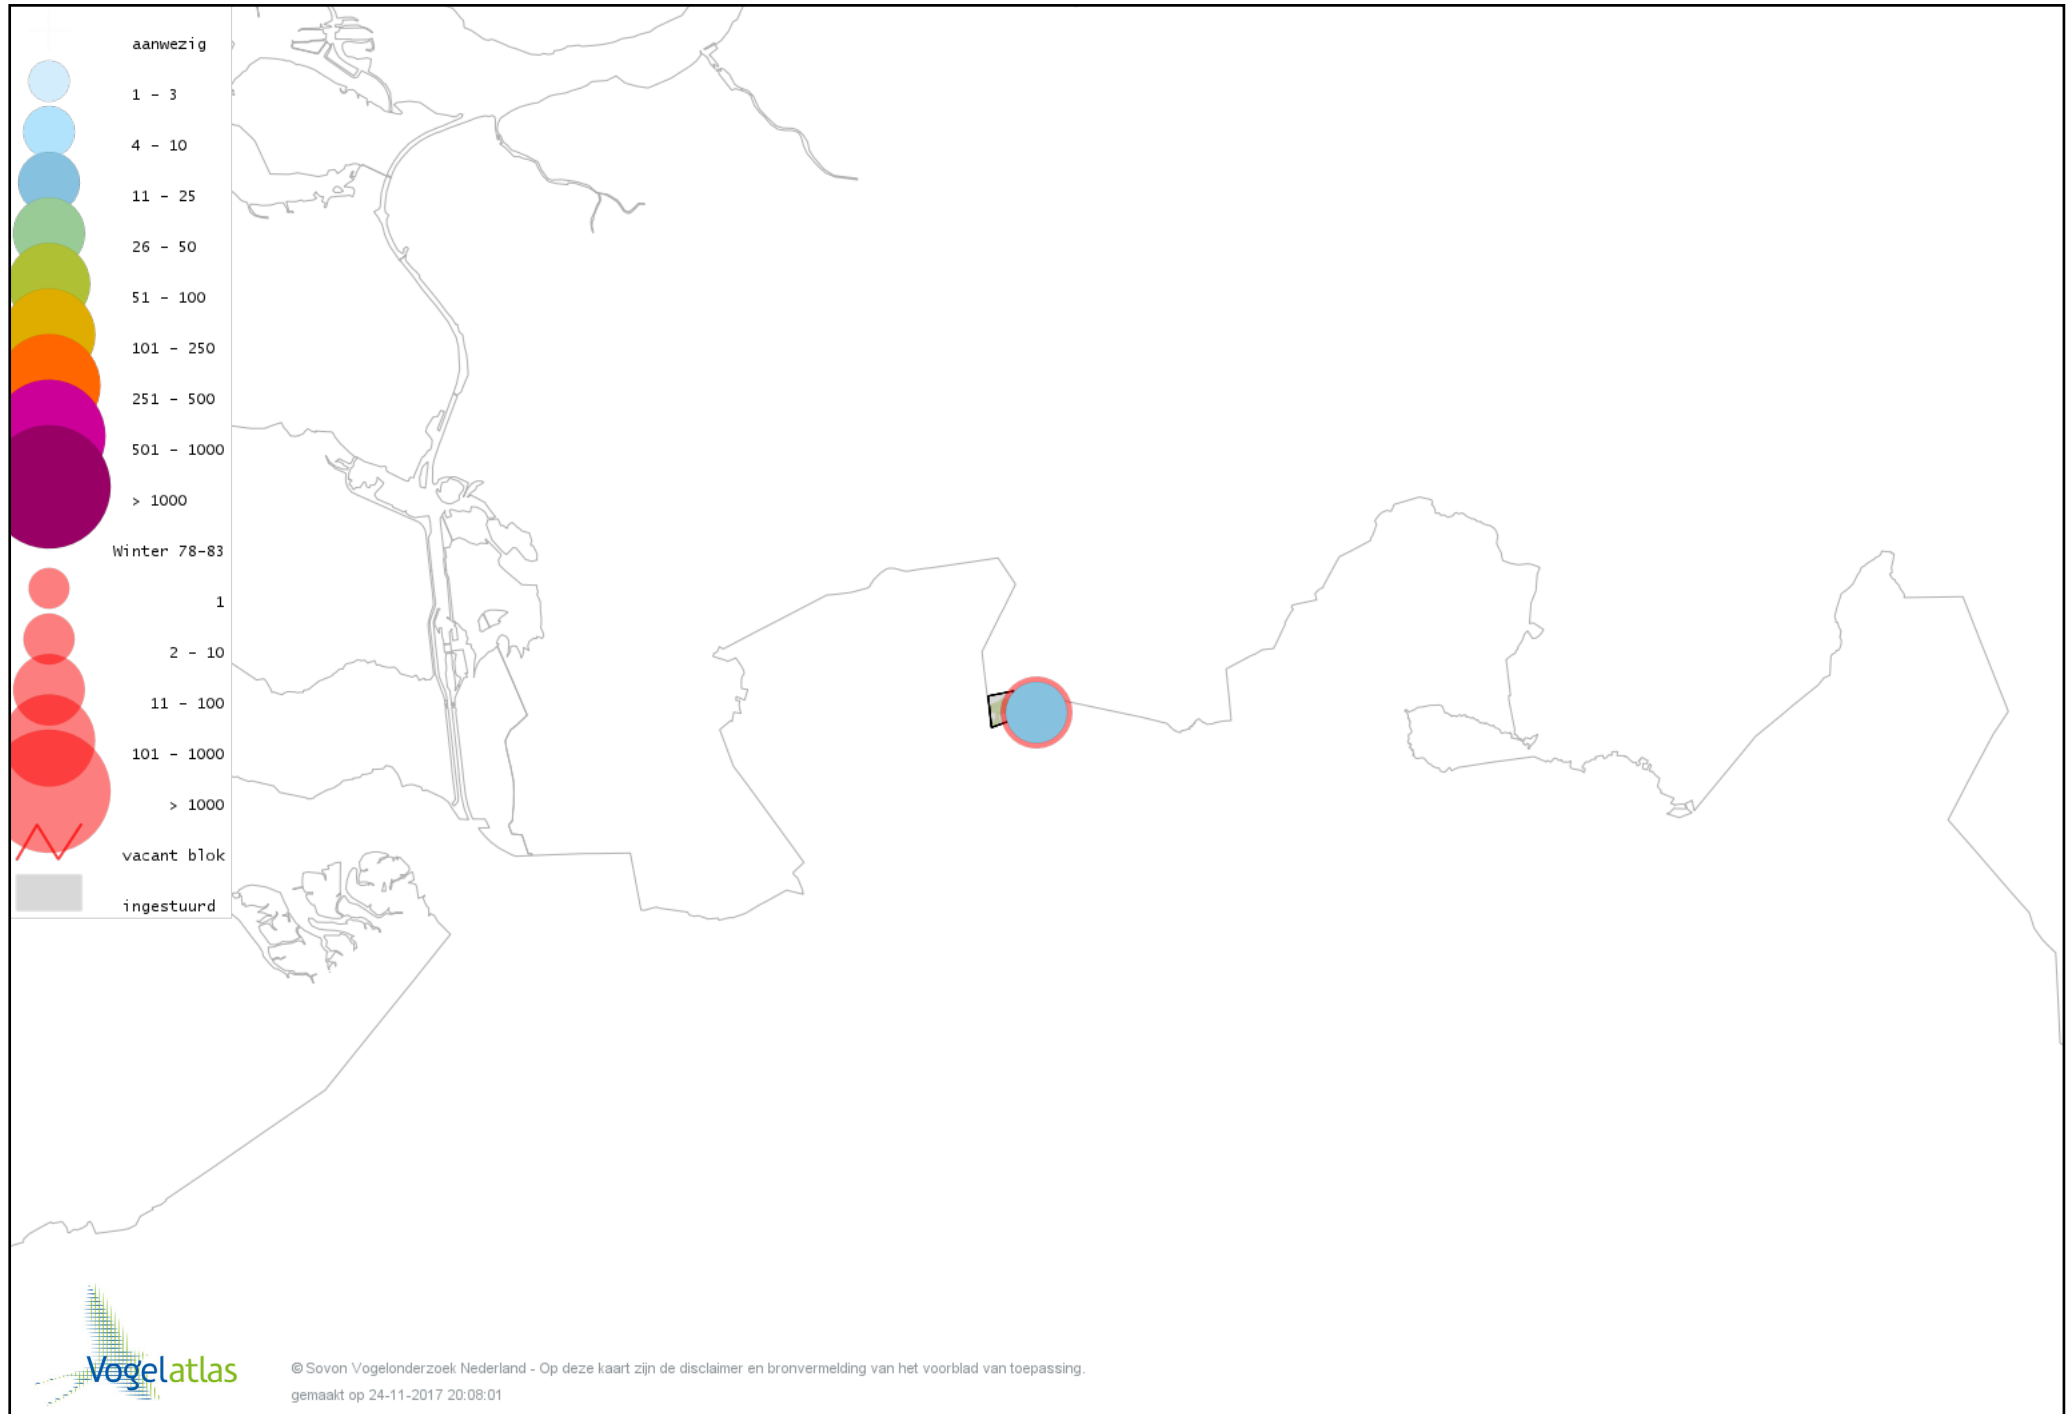 aanwezig
1 - 3
4 - 10
11 - 25
26 - 50
51 - 100
101 - 250
251 - 500
501 - 1000
> 1000
Winter 78-83
1
2 - 10
11 - 100
101 - 1000
> 1000
vacant blok
ingestuurd
Vogelatlas
© Sovon Vogelonderzoek Nederland - Op deze kaart zijn de disclaimer en bronvermelding van het voorblad van toepassing.
gemaakt op 24-11-2017 20:08:01